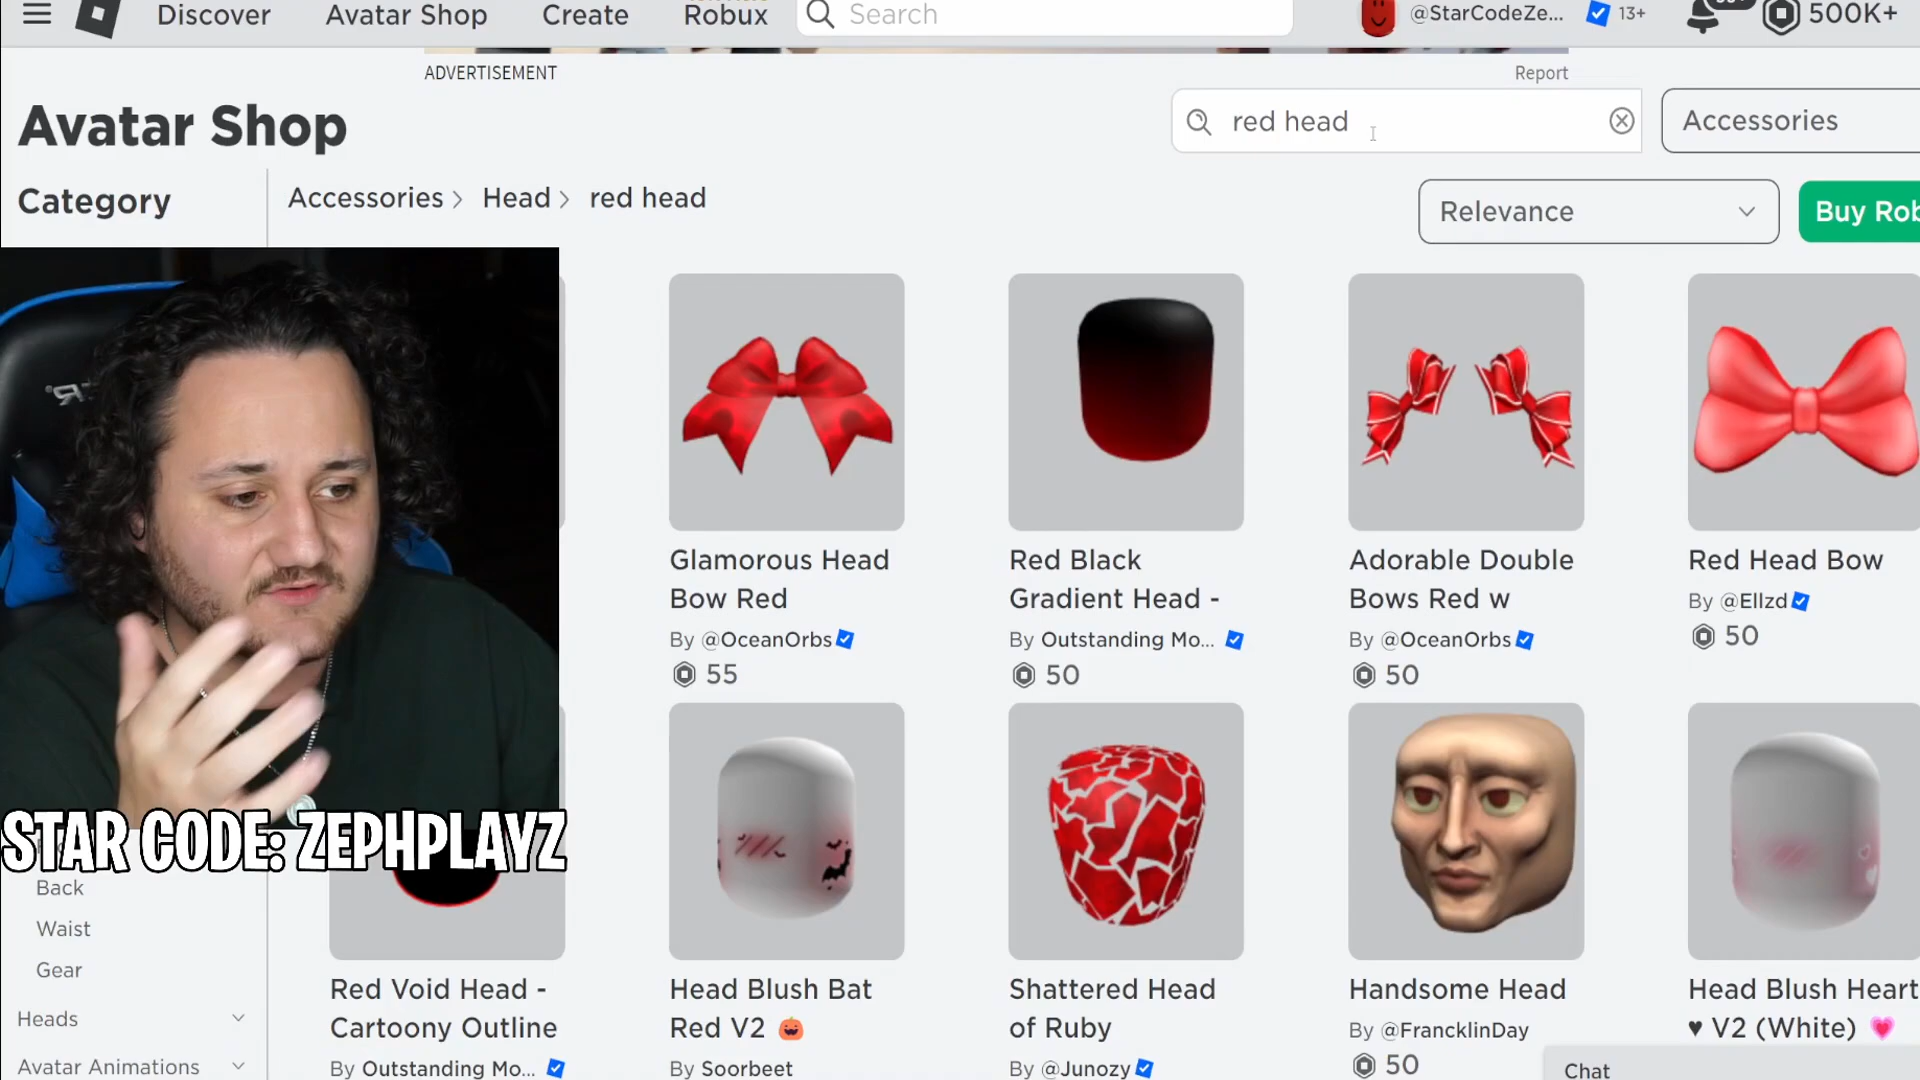 Discover
Avatar Shop
Create
Robux
Search
@StarCodeZe...
13+
500K+
ADVERTISEMENT
Report
Avatar Shop
red head
Accessories
Category
Accessories > Head > red head
Relevance
Buy Rob
Glamorous Head
Bow Red
By @OceanOrbs
55
Red Black
Gradient Head -
By Outstanding Mo...
50
Adorable Double
Bows Red w
By @OceanOrbs
50
Red Head Bow
By @Ellzd
50
STAR CODE: ZEPHPLAYZ
Back
Waist
Gear
Heads
Avatar Animations
Red Void Head -
Cartoony Outline
By Outstanding Mo...
Head Blush Bat
Red V2 🎃
By Soorbeet
Shattered Head
of Ruby
By @Junozy
Handsome Head
By @FrancklinDay
50
Head Blush Heart
♥ V2 (White) 💗
Chat